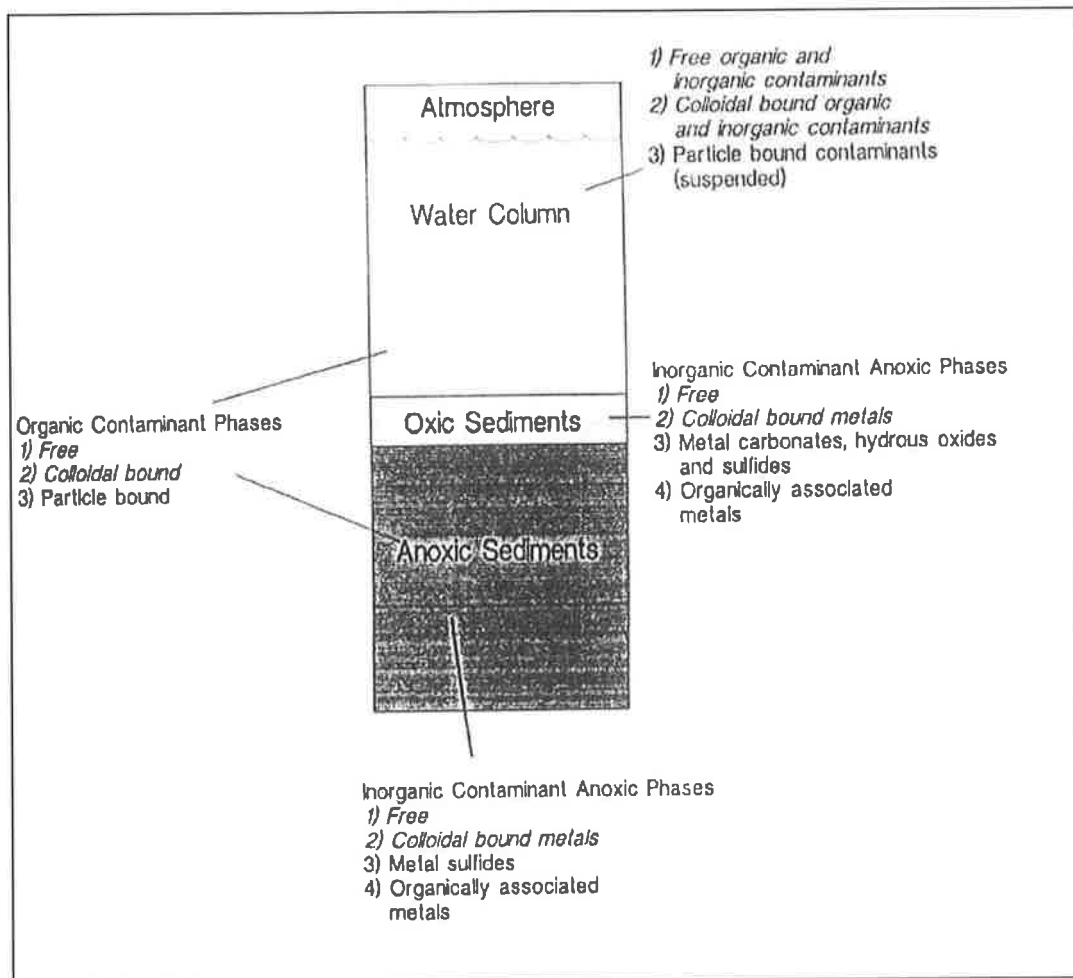 1) Free organic and
inorganic contaminants
2) Colloidal bound organic
and inorganic contaminants
3) Particle bound contaminants
(suspended)
Atmosphere
Water Column
Inorganic Contaminant Anoxic Phases
1) Free
2) Colloidal bound metals
3) Metal carbonates, hydrous oxides
and sulfides
4) Organically associated
metals
Oxic Sediments
Organic Contaminant Phases
1) Free
2) Colloidal bound
3) Particle bound
Anoxic Sediments
Inorganic Contaminant Anoxic Phases
1) Free
2) Colloidal bound metals
3) Metal sulfides
4) Organically associated
metals